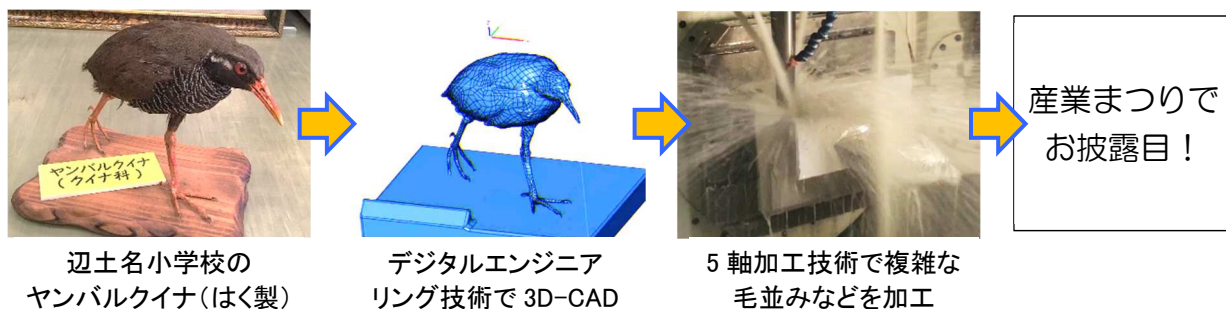 ヤンバルクイナ
(クイナ科)
産業まつりで
お披露目！
辺土名小学校の
ヤンバルクイナ（はく製）
デジタルエンジニア
リング技術で 3D-CAD
5 軸加工技術で複雑な
毛並みなどを加工